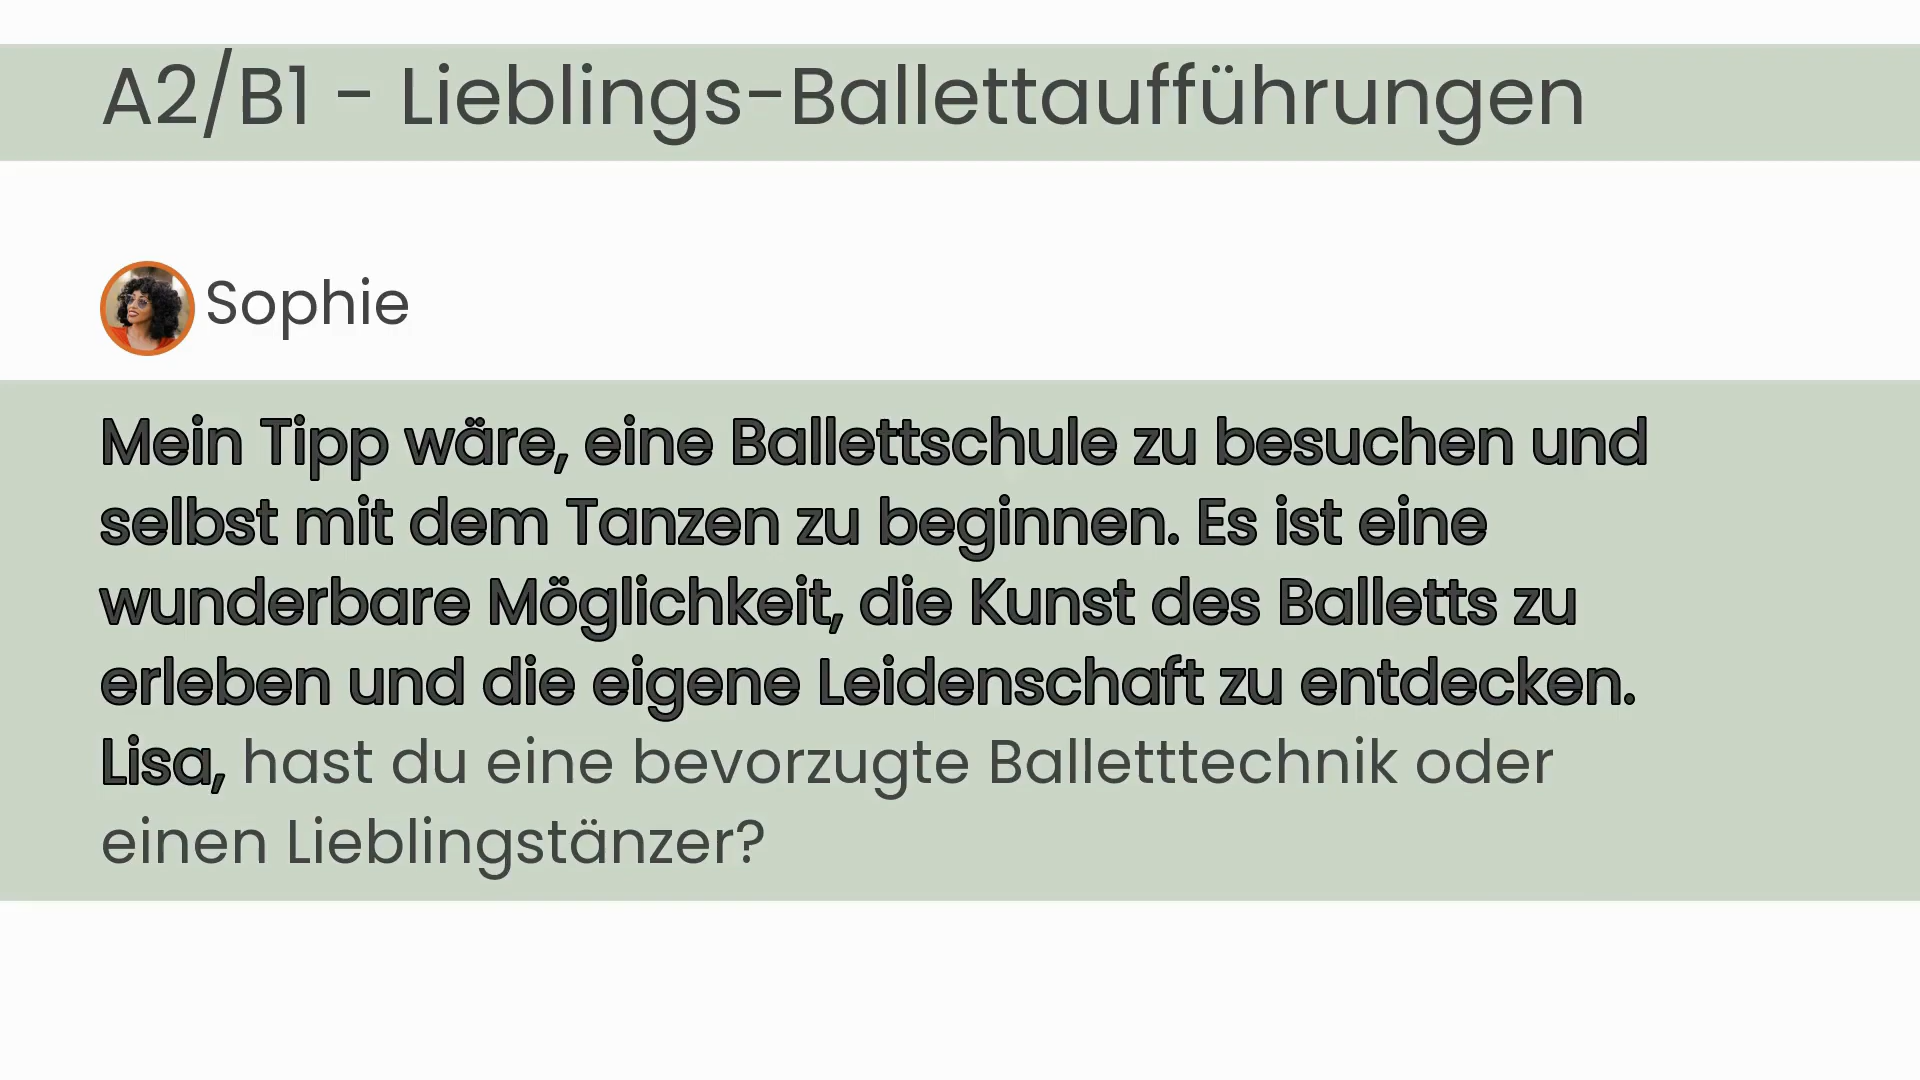 A2/B1 - Lieblings-Ballettaufführungen
Sophie
Mein Tipp wäre, eine Ballettschule zu besuchen und
selbst mit dem Tanzen zu beginnen. Es ist eine
wunderbare Möglichkeit, die Kunst des Balletts zu
erleben und die eigene Leidenschaft zu entdecken.
Lisa, hast du eine bevorzugte Balletttechnik oder
einen Lieblingstänzer?